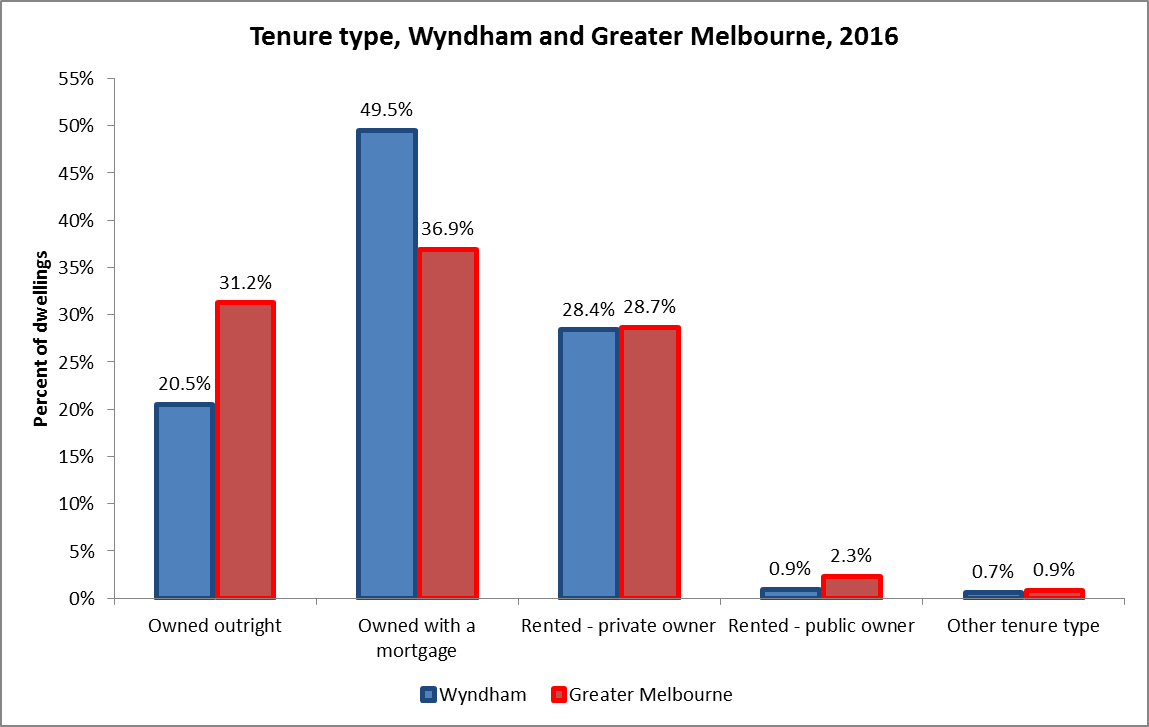 Tenure type, Wyndham and Greater Melbourne, 2016
Percent of dwellings
55%
50%
45%
40%
35%
30%
25%
20%
15%
10%
5%
0%
20.5%
31.2%
49.5%
36.9%
28.4%
28.7%
0.9%
2.3%
0.7%
0.9%
Owned outright
Owned with a
mortgage
Rented - private owner
Rented - public owner
Other tenure type
Wyndham
Greater Melbourne